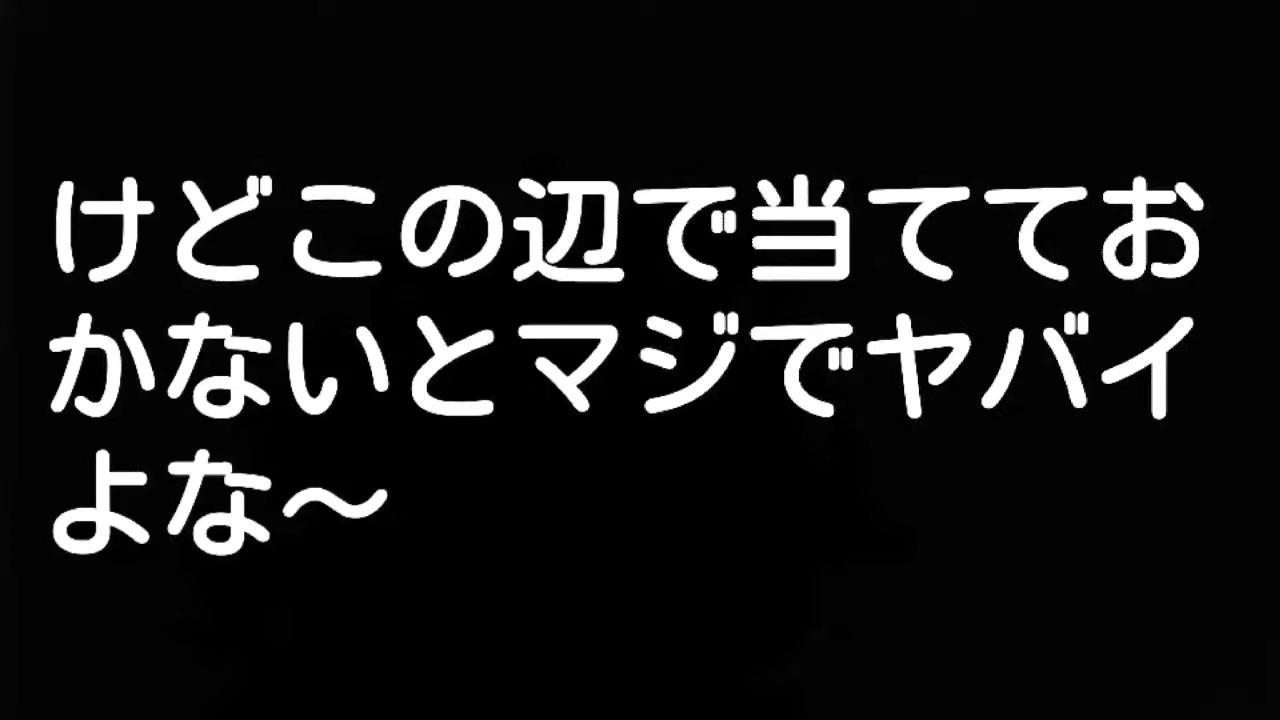 けどこの辺で当ててお
かないとマジでヤバイ
よな〜